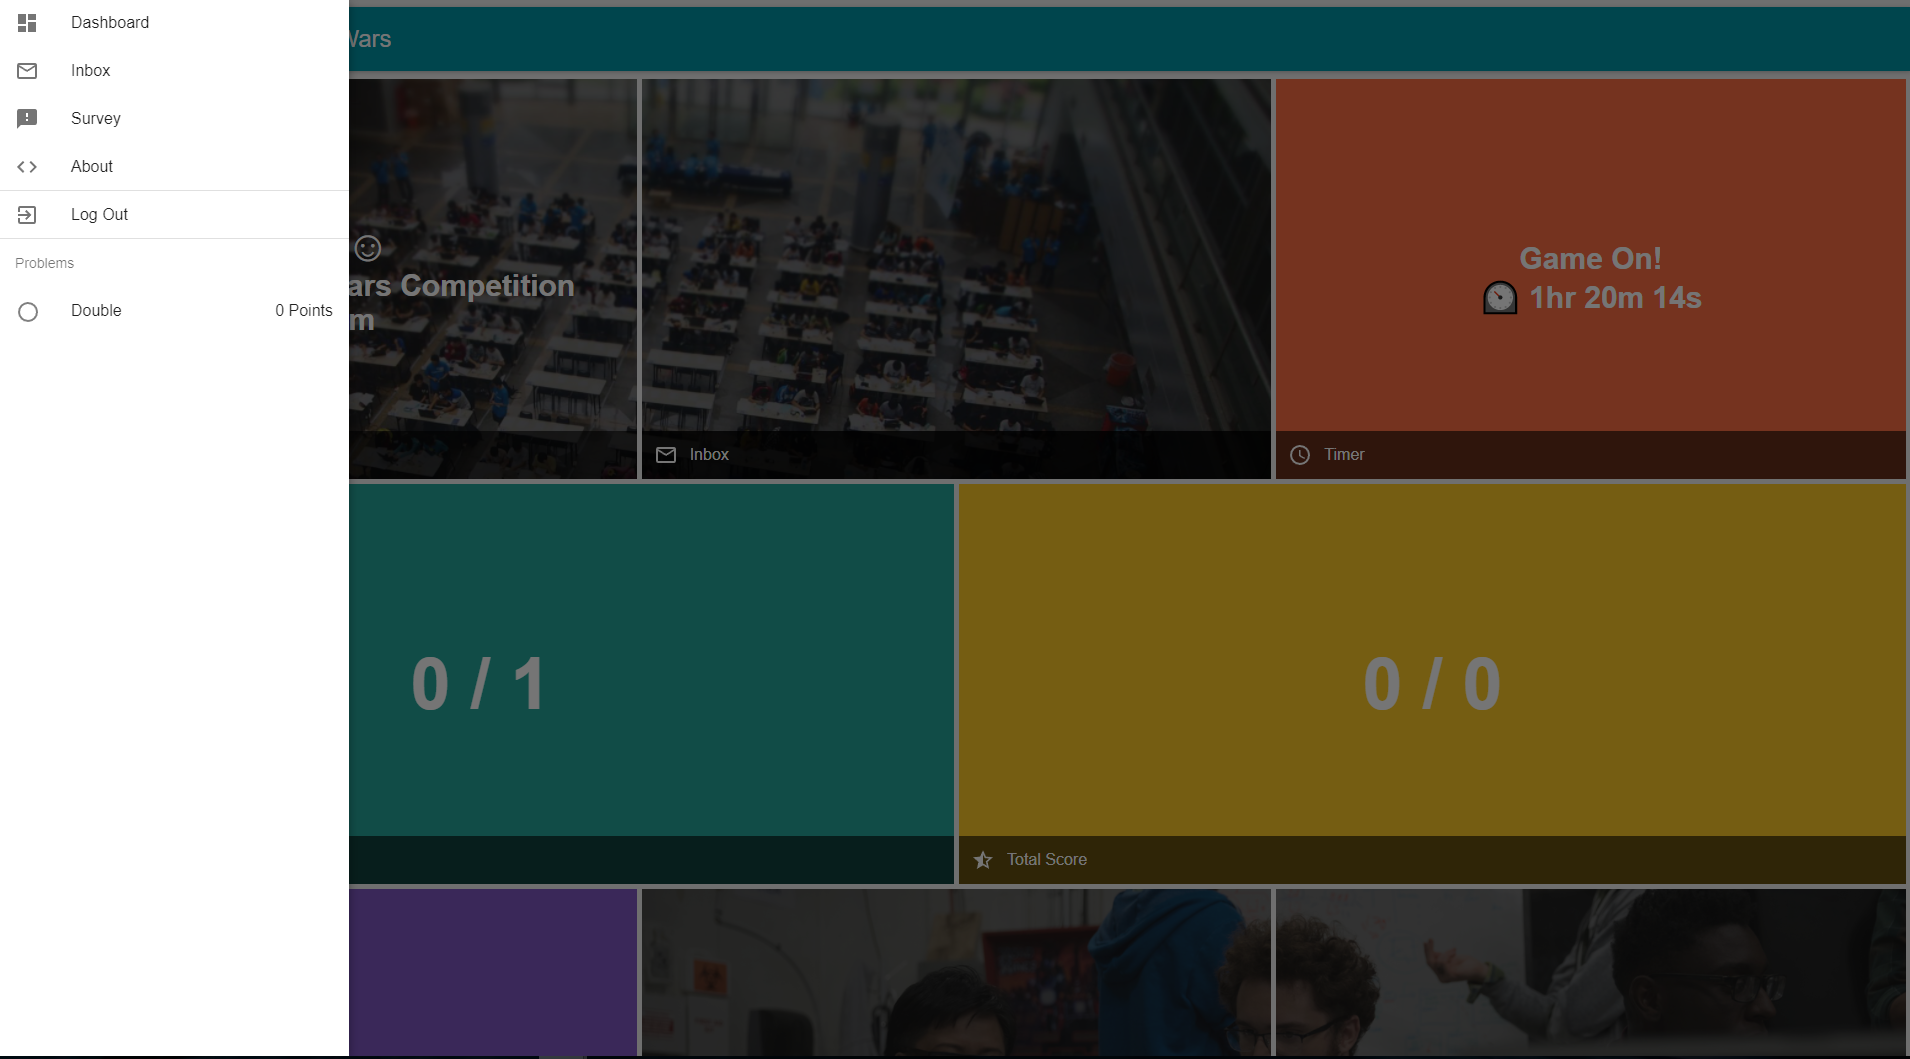 Dashboard
Inbox
Survey
About
Log Out
Problems
Double 0 Points
Wars
ars Competition
m
Inbox
Game On!
1hr 20m 14s
Timer
0 / 1
0 / 0
Total Score